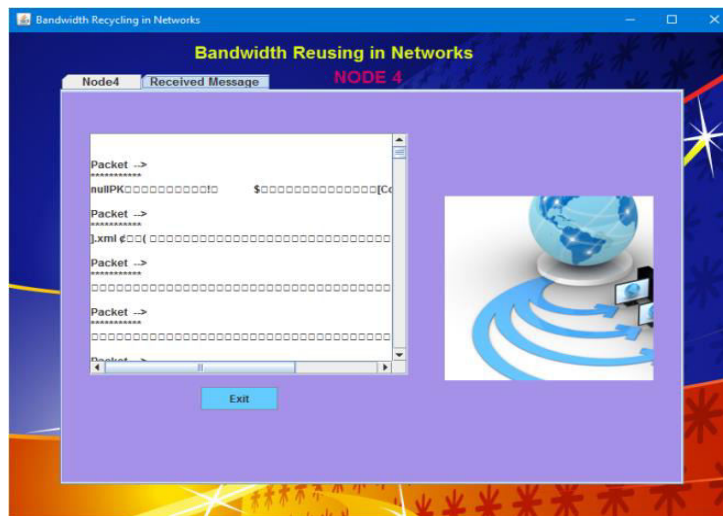 Bandwidth Recycling in Networks
Bandwidth Reusing in Networks
NODE 4
Node4
Received Message
Packet -->
***********
nullPK□□□□□□□□□□!□ $□□□□□□□□□□□□□□[Co
Packet -->
***********
].xml ¢□□( □□□□□□□□□□□□□□□□□□□□□□□□□□□□□
Packet -->
***********
□□□□□□□□□□□□□□□□□□□□□□□□□□□□□□□□□□□□
Packet -->
***********
□□□□□□□□□□□□□□□□□□□□□□□□□□□□□□□□□□□□
Packet -->
Exit